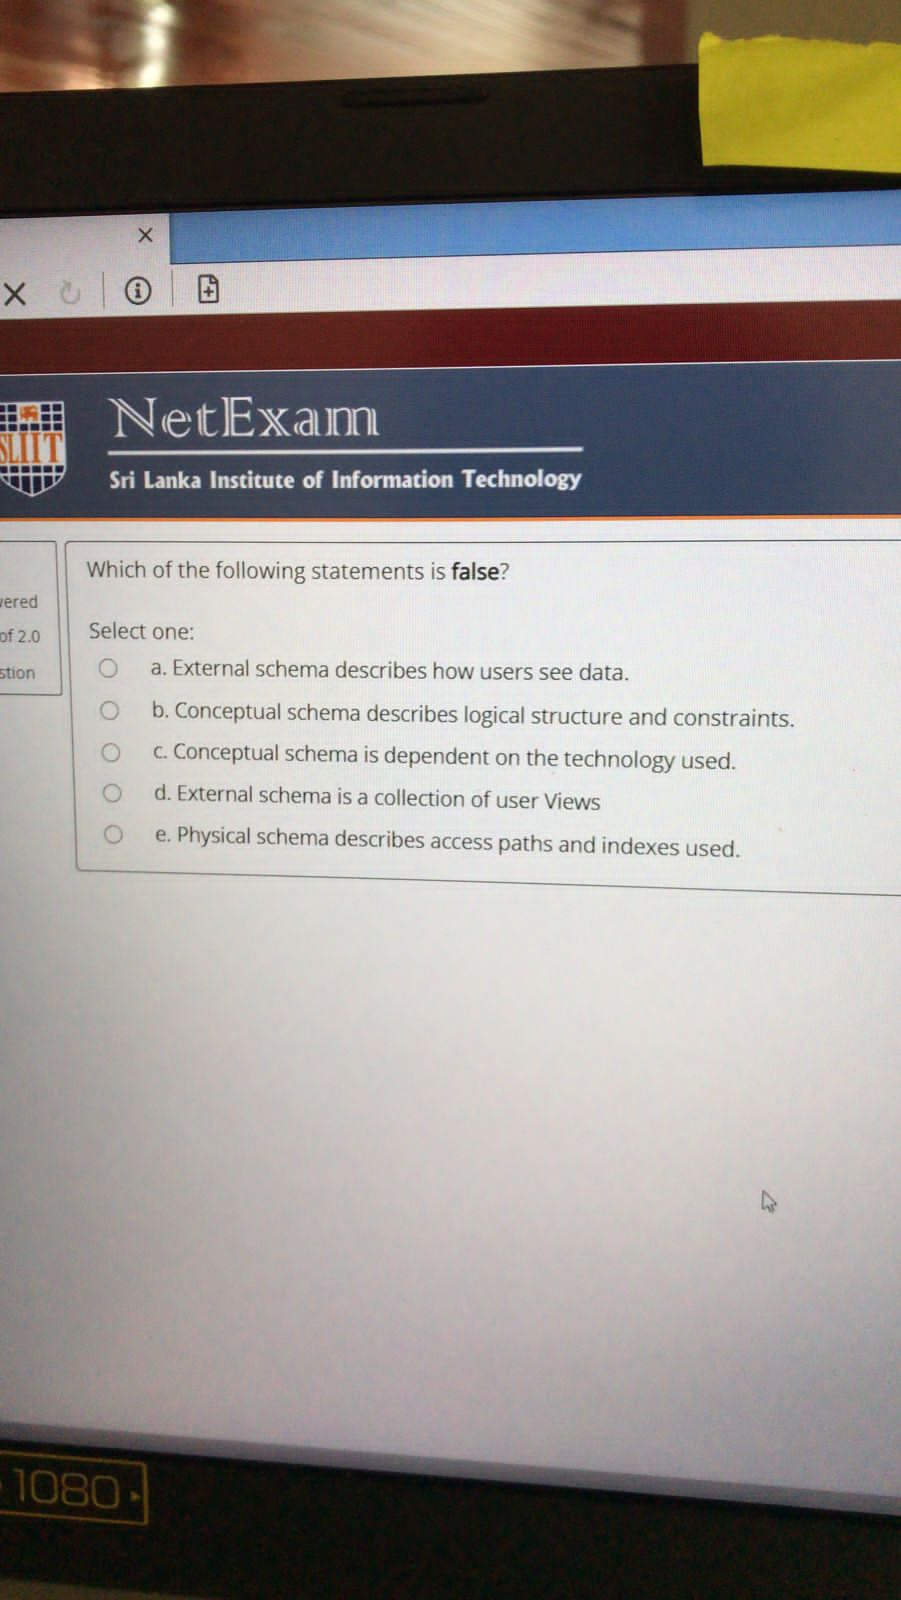 SLIIT
NetExam
Sri Lanka Institute of Information Technology
of 2.0
Which of the following statements is false?
Select one:
a. External schema describes how users see data.
b. Conceptual schema describes logical structure and constraints.
c. Conceptual schema is dependent on the technology used.
d. External schema is a collection of user Views
e. Physical schema describes access paths and indexes used.
1080